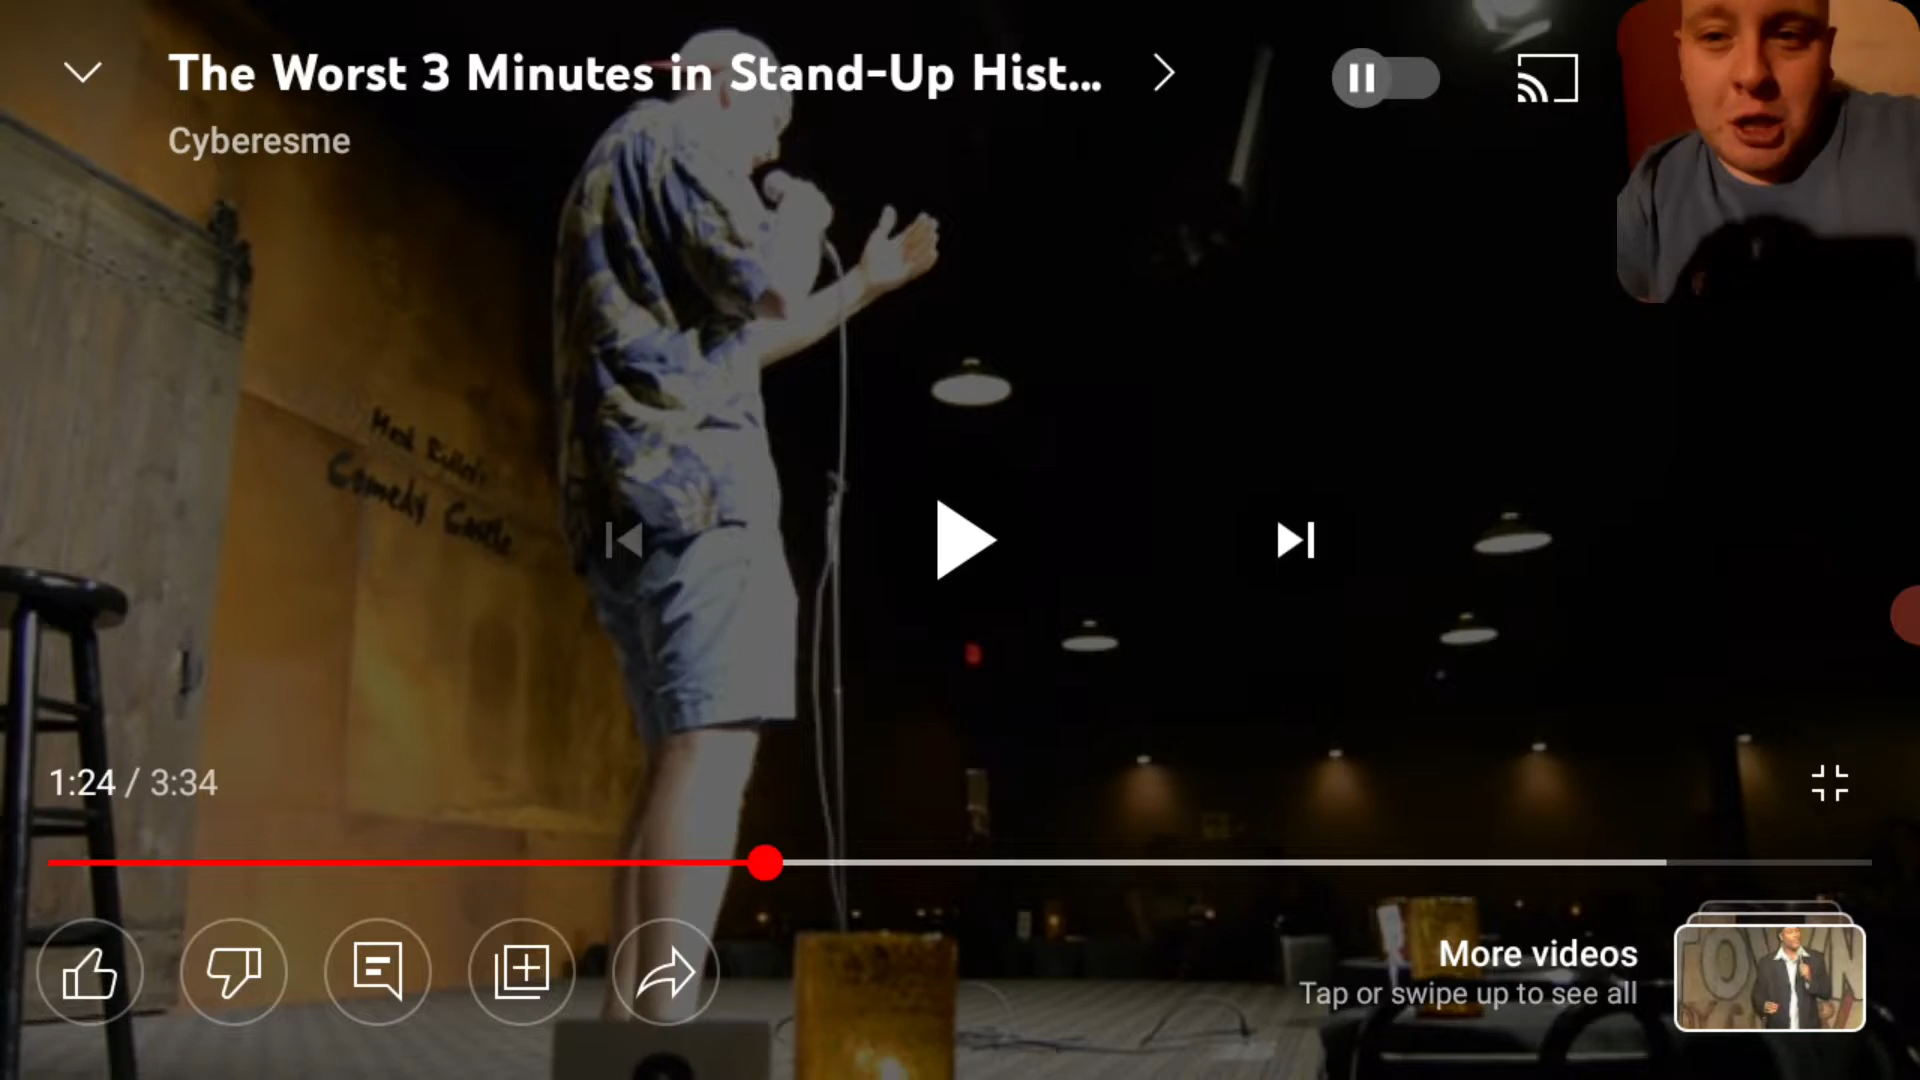 The Worst 3 Minutes in Stand-Up Hist...
Cyberesme
Comedy Castle
1:24 / 3:34
More videos
Tap or swipe up to see all